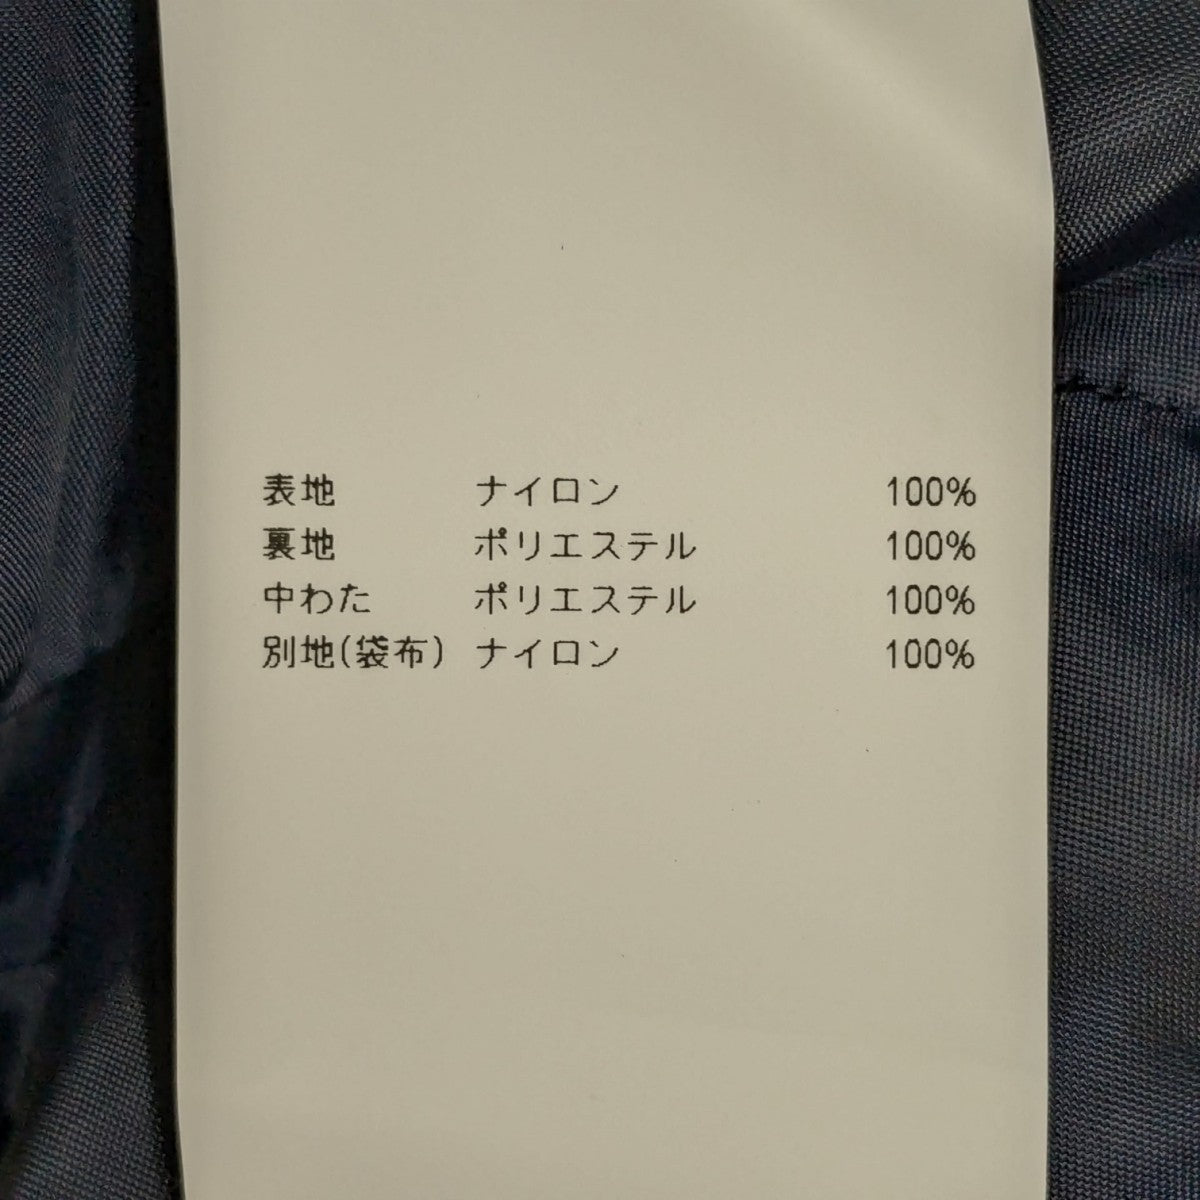 表地 ナイロン 100%
裏地 ポリエステル 100%
中わた ポリエステル 100%
別地(袋布) ナイロン 100%